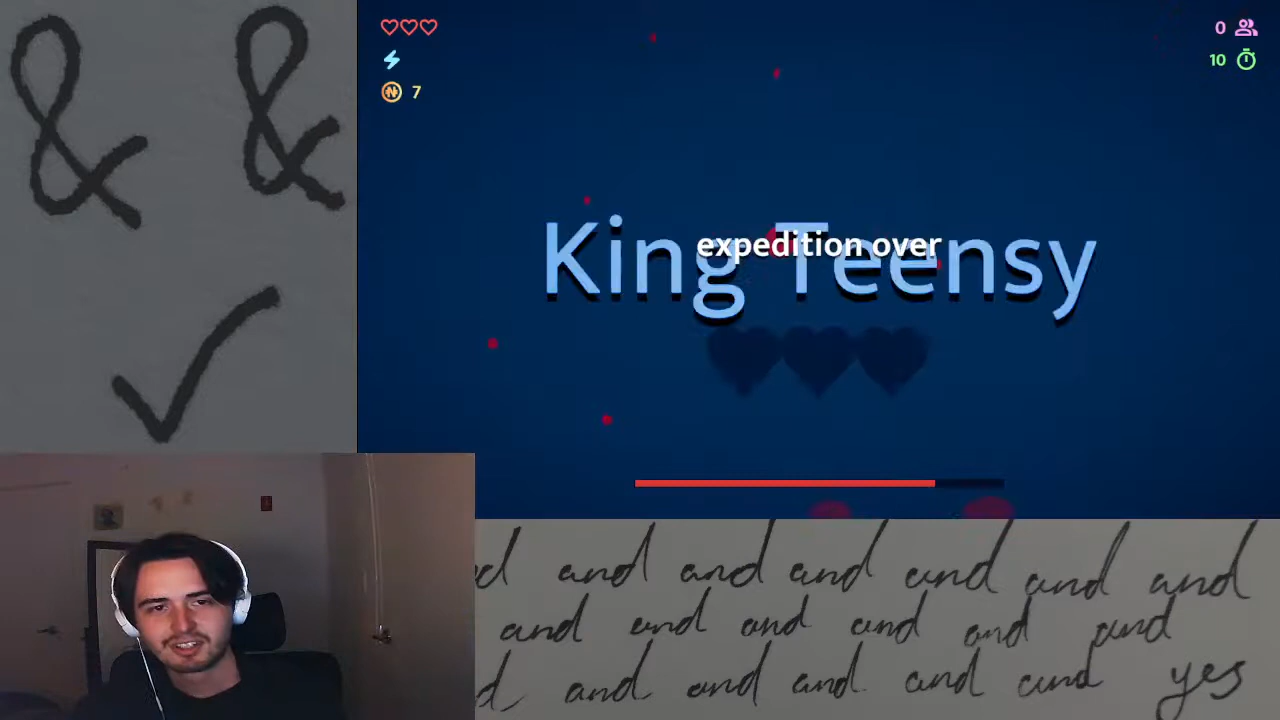 & &
✓
0
10
7
King Teensy
expedition over
and and and and and and
and and and and and and
and and and and and yes